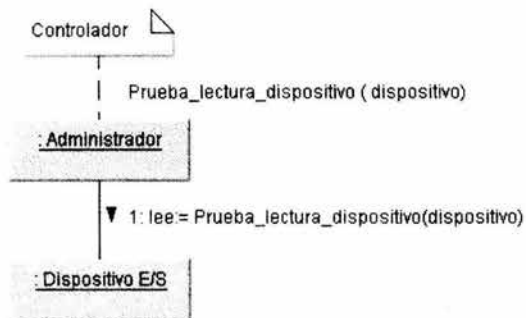 Controlador
Prueba_lectura_dispositivo ( dispositivo)
: Administrador
1: lee:= Prueba_lectura_dispositivo(dispositivo)
: Dispositivo E/S